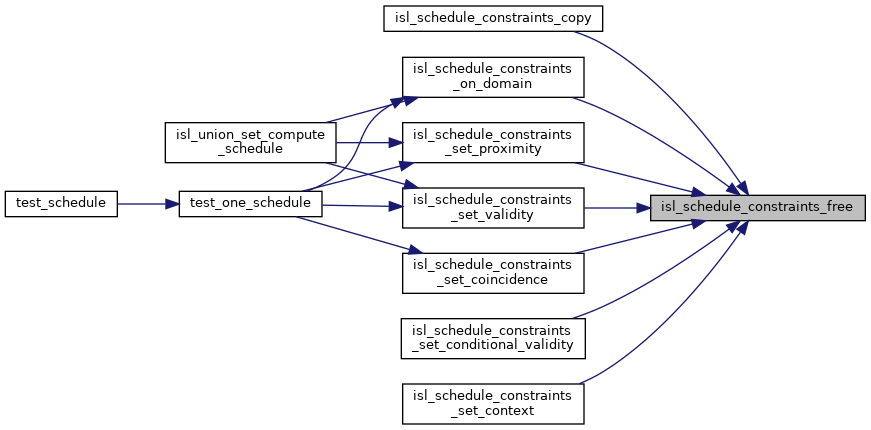 isl_schedule_constraints_copy
isl_schedule_constraints
_on_domain
isl_union_set_compute
_schedule
isl_schedule_constraints
_set_proximity
test_schedule
test_one_schedule
isl_schedule_constraints
_set_validity
isl_schedule_constraints_free
isl_schedule_constraints
_set_coincidence
isl_schedule_constraints
_set_conditional_validity
isl_schedule_constraints
_set_context